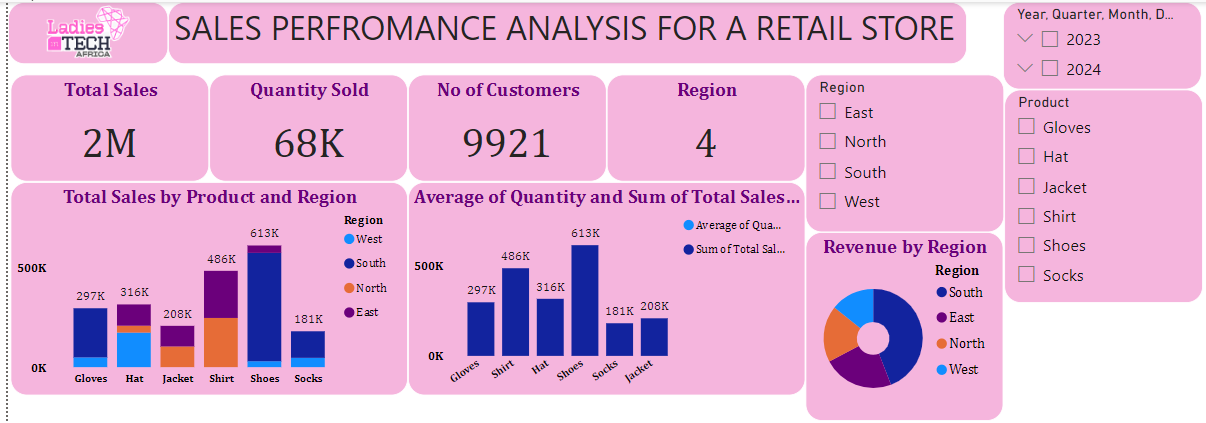 Ladies
in TECH
AFRICA
SALES PERFROMANCE ANALYSIS FOR A RETAIL STORE
Year, Quarter, Month, D...
2023
2024
Total Sales
2M
Quantity Sold
68K
No of Customers
9921
Region
4
Region
East
North
South
West
Product
Gloves
Hat
Jacket
Shirt
Shoes
Socks
Total Sales by Product and Region
Region
West
South
North
East
500K
0K
297K
316K
208K
486K
613K
181K
Gloves
Hat
Jacket
Shirt
Shoes
Socks
Average of Quantity and Sum of Total Sales...
Average of Qua...
Sum of Total Sal...
500K
0K
297K
486K
316K
613K
181K
208K
Gloves
Shirt
Hat
Shoes
Socks
Jacket
Revenue by Region
Region
South
East
North
West